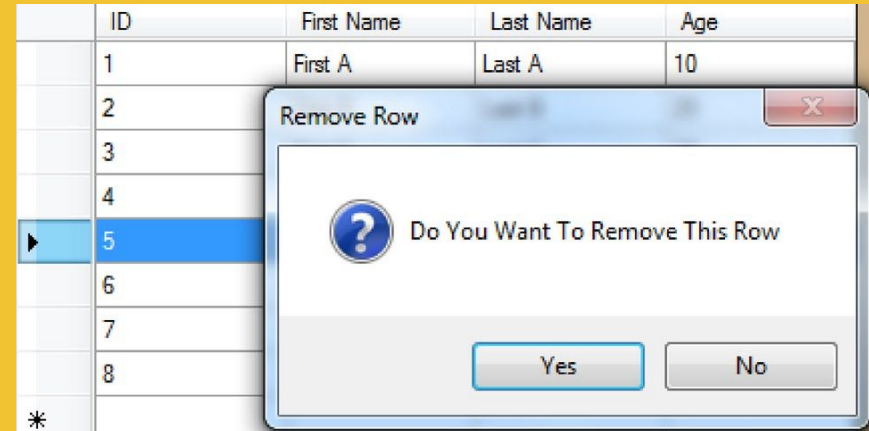 ID First Name Last Name Age
1 First A Last A 10
2
Remove Row
3
4
Do You Want To Remove This Row
5
6
7
Yes No
8